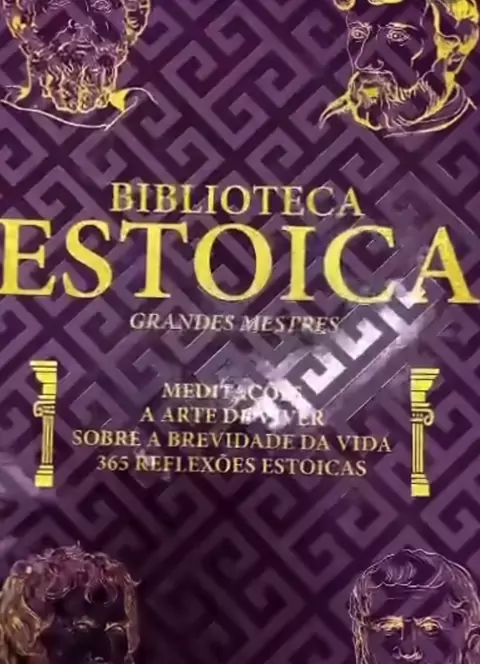 BIBLIOTECA
ESTOICA
GRANDES MESTRES
MEDITAÇÕES
A ARTE DE VIVER
SOBRE A BREVIDADE DA VIDA
365 REFLEXÕES ESTOICAS